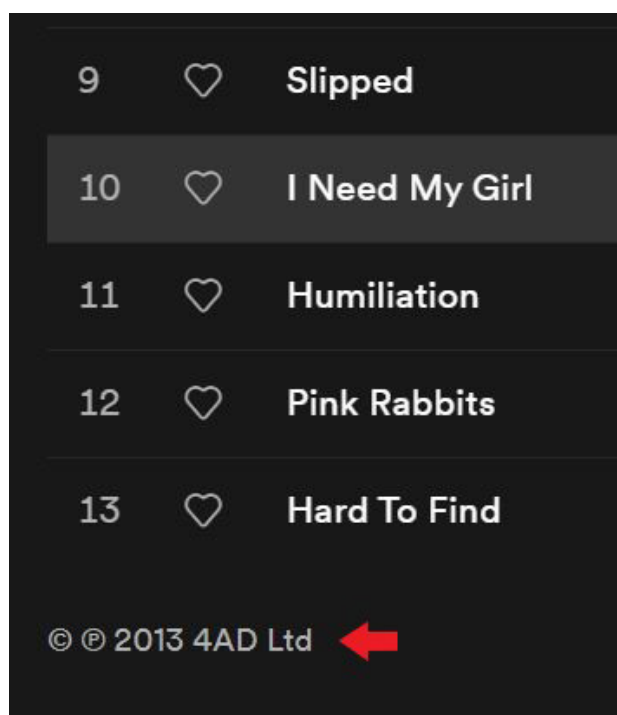 9 Slipped
10 I Need My Girl
11 Humiliation
12 Pink Rabbits
13 Hard To Find
© ℗ 2013 4AD Ltd